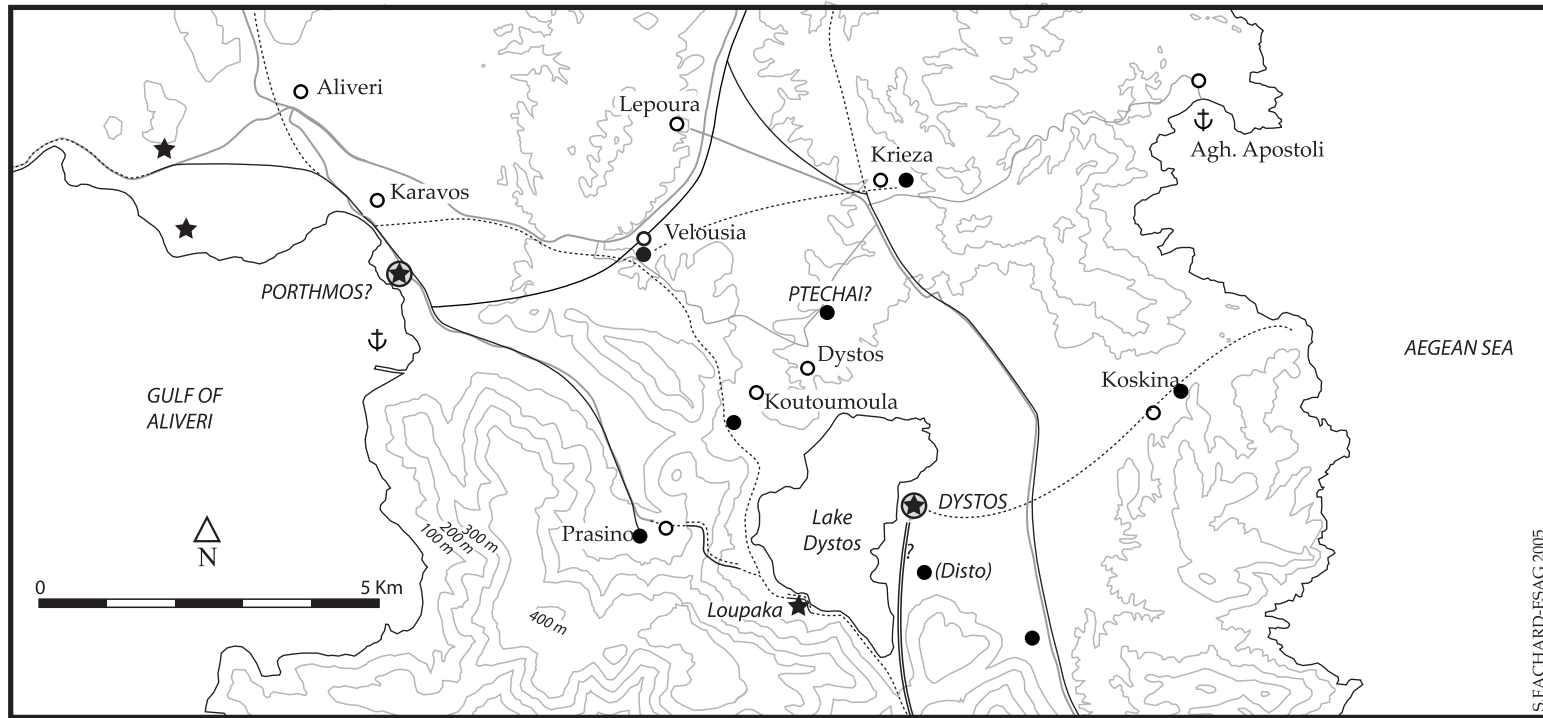 Aliveri
Lepoura
Agh. Apostoli
Krieza
Karavos
Velousia
PORTHMOS?
PTECHAI?
AEGEAN SEA
Dystos
Koskina
GULF OF
ALIVERI
Koutoumoula
DYSTOS
Lake
Dystos
100 m
200 m
300 m
Prasino
N
?
(Disto)
0
5 Km
Loupaka
400 m
S.FACHARD-ESAG 2005